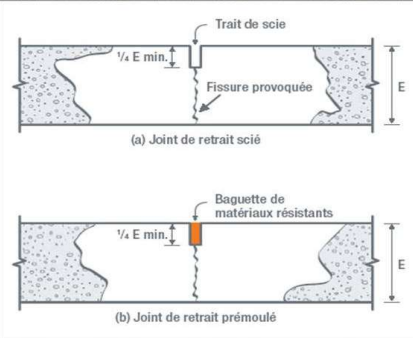 Trait de scie
1/4 E min.
Fissure provoquée
E
(a) Joint de retrait scié
Baguette de
matériaux résistants
1/4 E min.
E
(b) Joint de retrait prémoulé